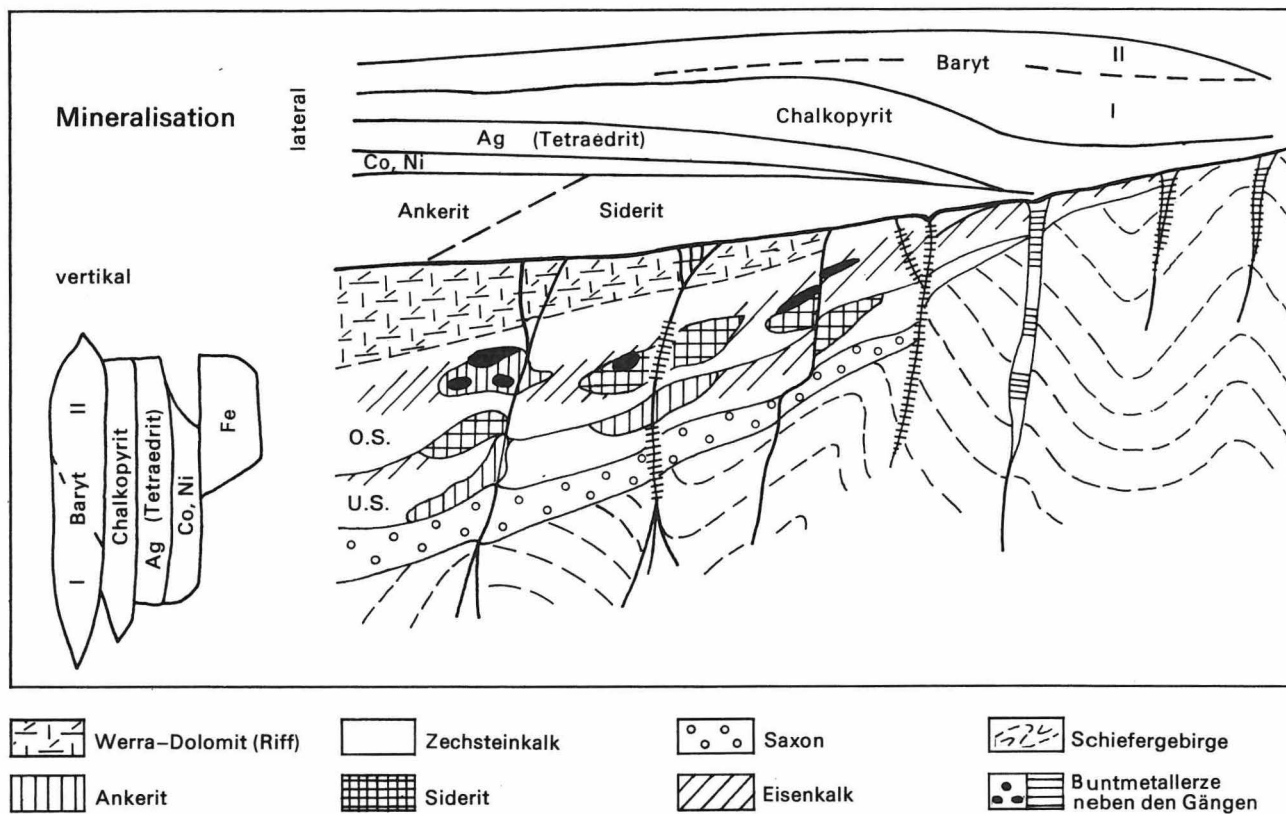 Mineralisation
lateral
II
Baryt
I
Chalkopyrit
Ag (Tetraedrit)
Co, Ni
Ankerit
Siderit
vertikal
I Baryt II
Chalkopyrit
Ag (Tetraedrit)
Co, Ni
Fe
O.S.
U.S.
Werra–Dolomit (Riff)
Zechsteinkalk
Saxon
Schiefergebirge
Ankerit
Siderit
Eisenkalk
Buntmetallerze
neben den Gängen